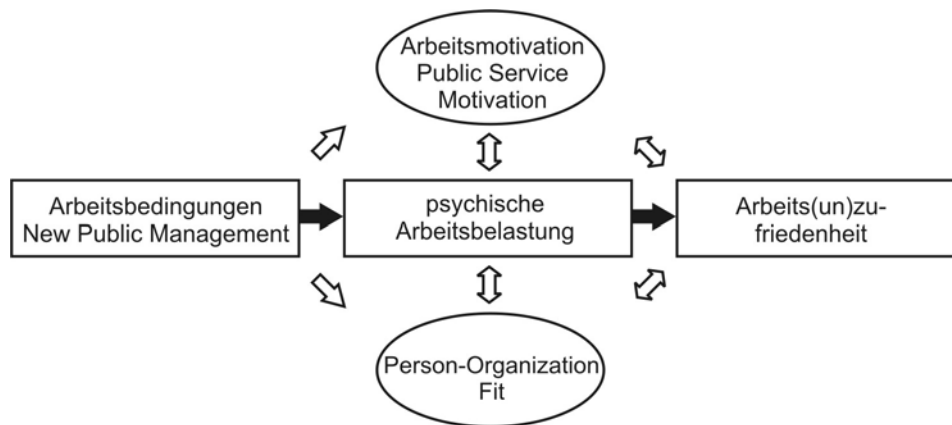 Arbeitsmotivation
Public Service
Motivation
Arbeitsbedingungen
New Public Management
psychische
Arbeitsbelastung
Arbeits(un)zu-
friedenheit
Person-Organization
Fit